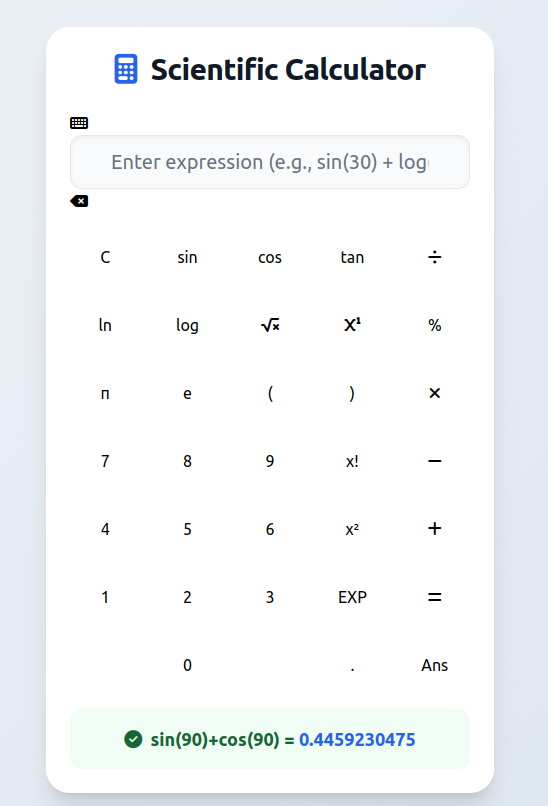 Scientific Calculator
Enter expression (e.g., sin(30) + log(
C sin cos tan ÷
ln log √x X¹ %
π e ( ) ×
7 8 9 x! −
4 5 6 x² +
1 2 3 EXP =
0 . Ans
sin(90)+cos(90) = 0.4459230475